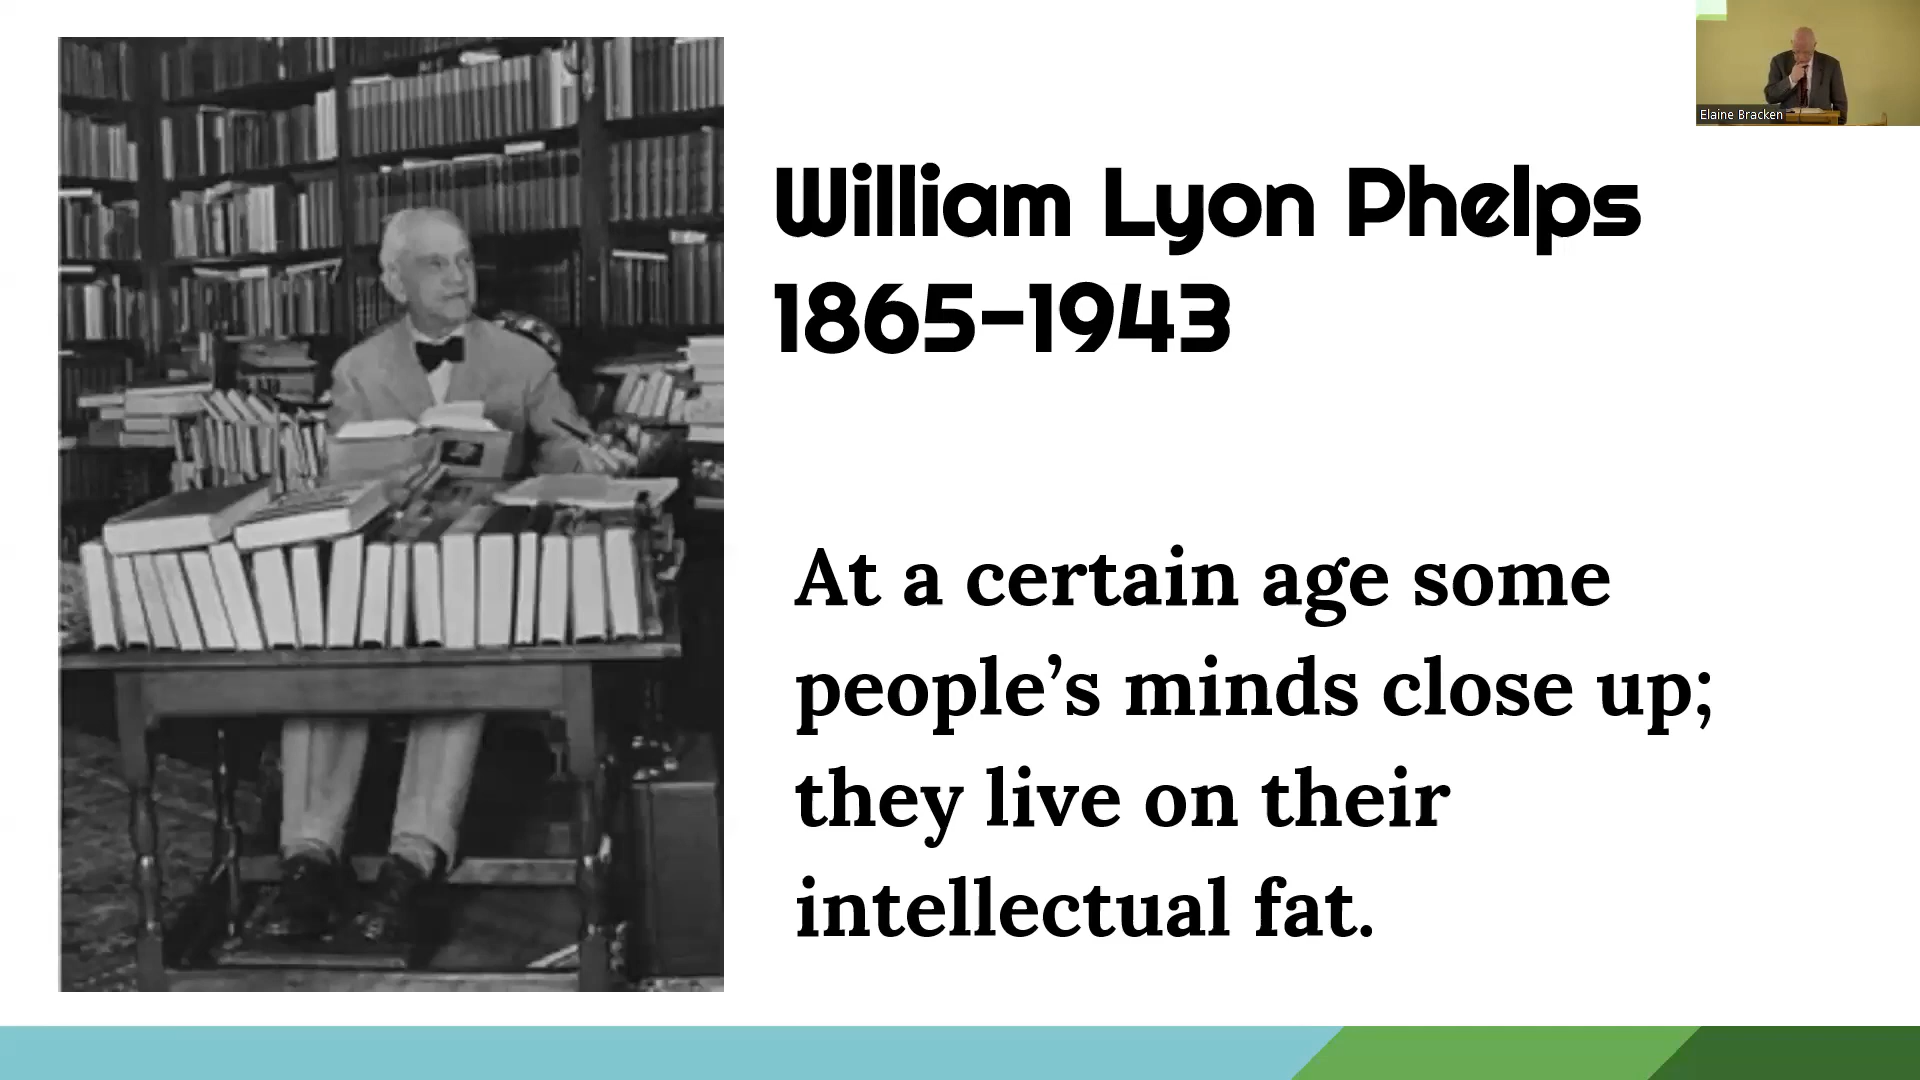 William Lyon Phelps
1865-1943
At a certain age some
people's minds close up;
they live on their
intellectual fat.
Elaine Bracken